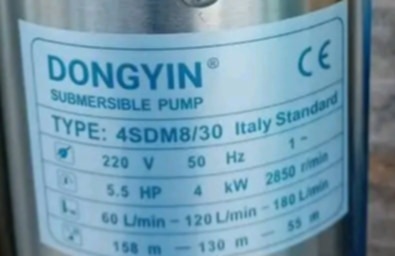 DONGYIN® CE
SUBMERSIBLE PUMP
TYPE: 4SDM8/30 Italy Standard
220 V 50 Hz 1~
5.5 HP 4 kW 2850 r/min
60 L/min - 120 L/min - 180 L/min
158 m - 130 m - 55 m